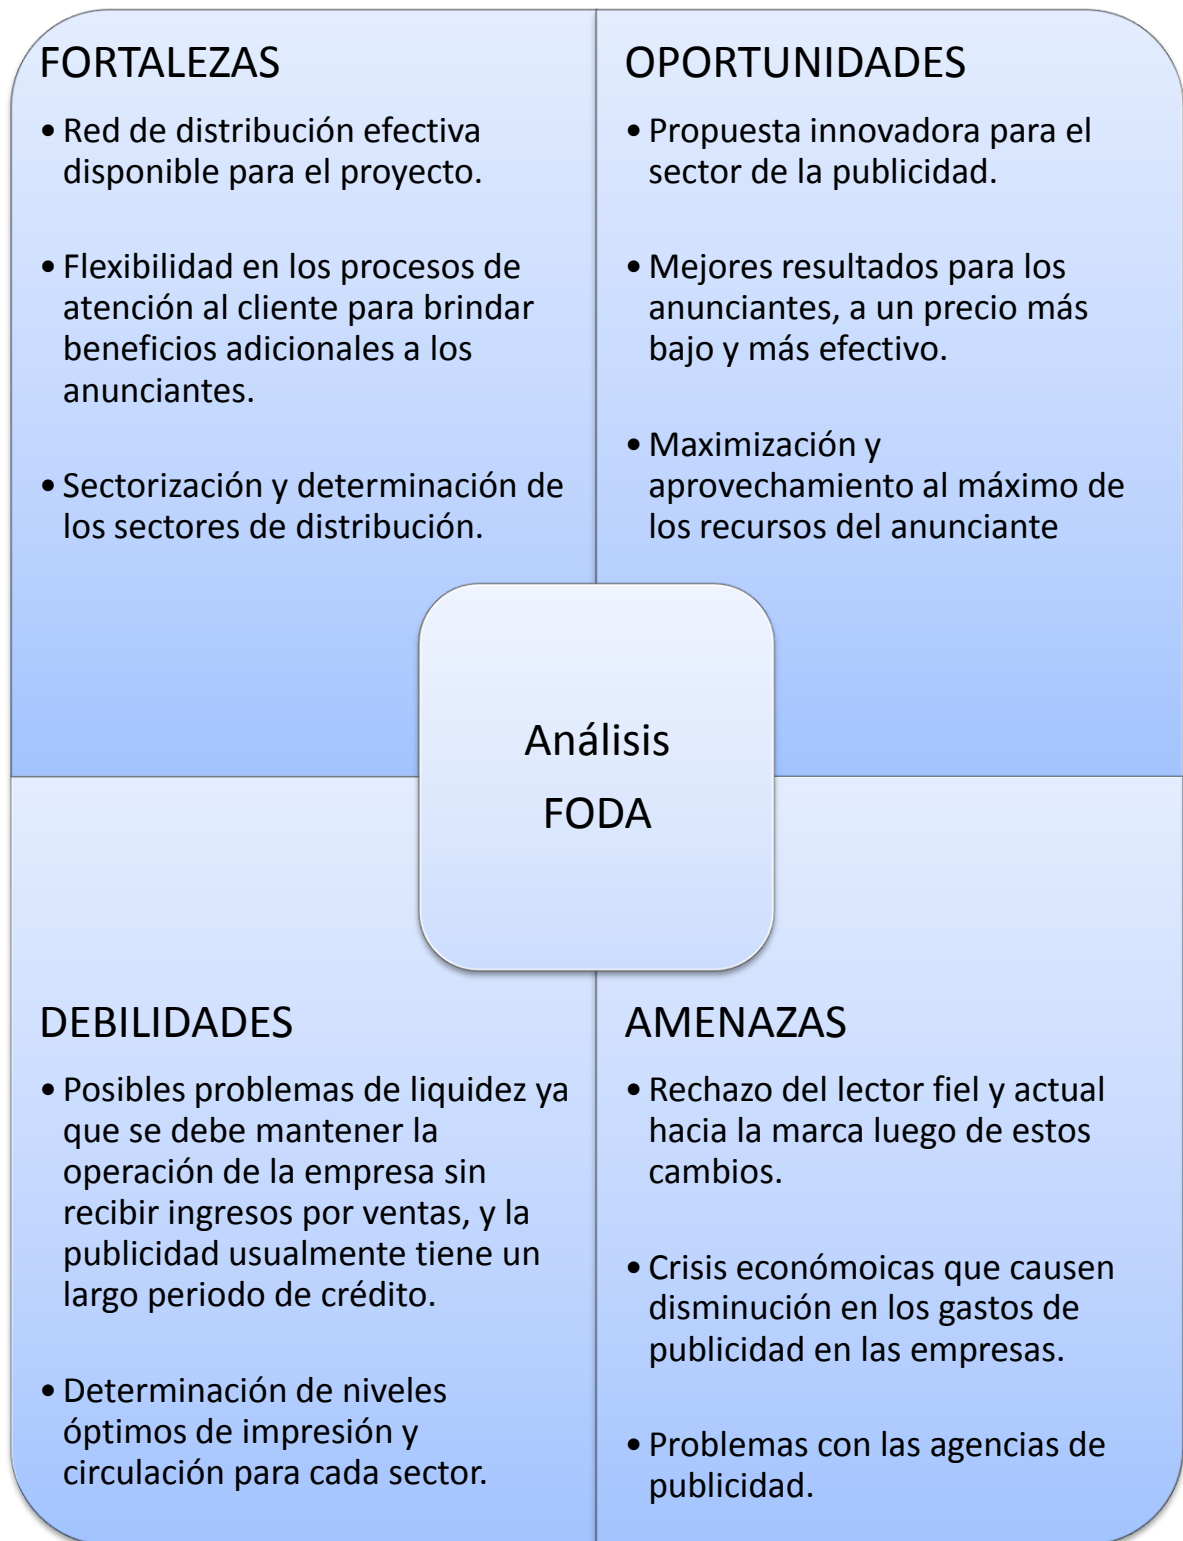 FORTALEZAS
• Red de distribución efectiva
disponible para el proyecto.
• Flexibilidad en los procesos de
atención al cliente para brindar
beneficios adicionales a los
anunciantes.
• Sectorización y determinación de
los sectores de distribución.
OPORTUNIDADES
• Propuesta innovadora para el
sector de la publicidad.
• Mejores resultados para los
anunciantes, a un precio más
bajo y más efectivo.
• Maximización y
aprovechamiento al máximo de
los recursos del anunciante
Análisis
FODA
DEBILIDADES
• Posibles problemas de liquidez ya
que se debe mantener la
operación de la empresa sin
recibir ingresos por ventas, y la
publicidad usualmente tiene un
largo periodo de crédito.
• Determinación de niveles
óptimos de impresión y
circulación para cada sector.
AMENAZAS
• Rechazo del lector fiel y actual
hacia la marca luego de estos
cambios.
• Crisis económoicas que causen
disminución en los gastos de
publicidad en las empresas.
• Problemas con las agencias de
publicidad.